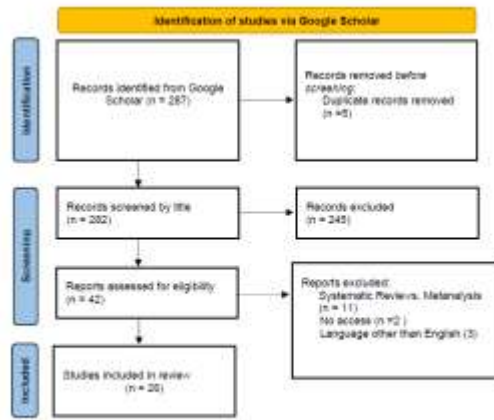 Identification of studies via Google Scholar
Identification
Records identified from Google
Scholar (n = 287)
Records removed before
screening:
Duplicate records removed
(n =5)
Screening
Records screened by title
(n = 282)
Records excluded
(n = 245)
Reports assessed for eligibility
(n = 42)
Reports excluded:
Systematic Reviews, Metanalysis
(n = 11)
No access (n =2 )
Language other than English (3)
Included
Studies included in review
(n =